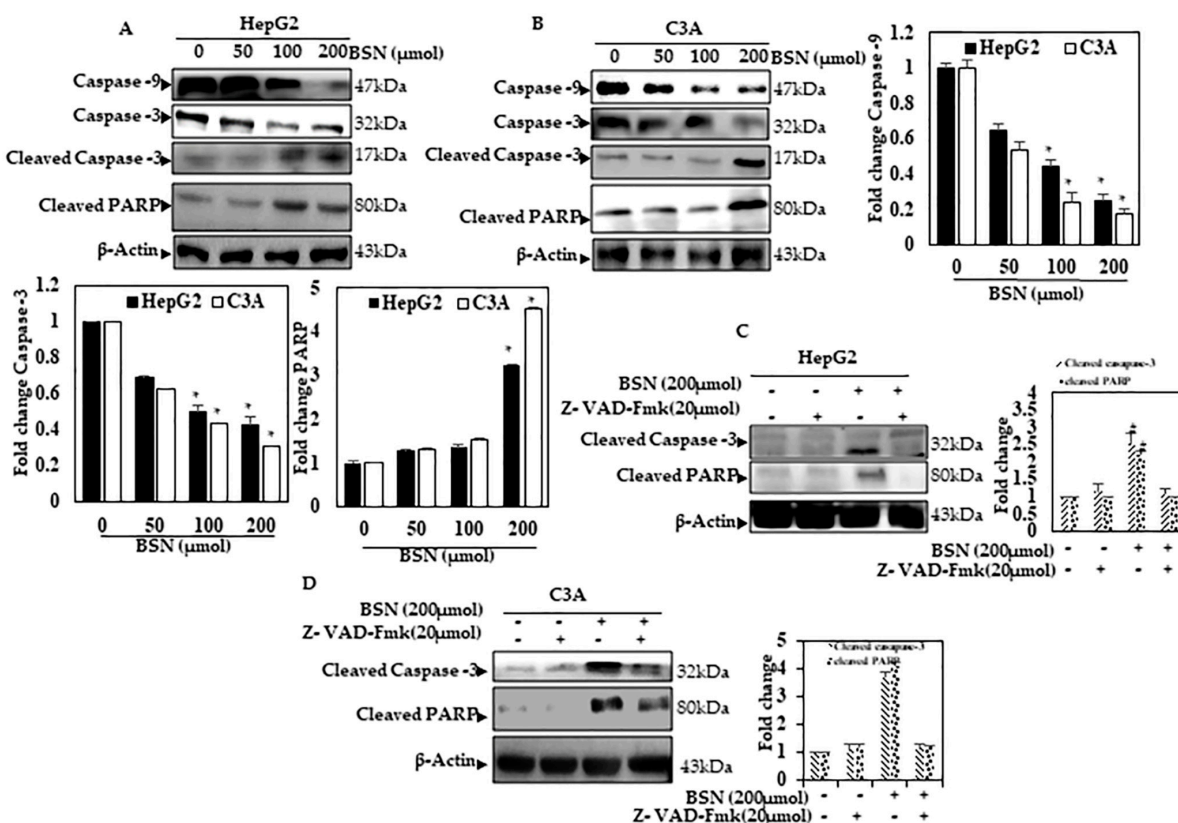 A
HepG2
0 50 100 200 BSN (µmol)
Caspase -9 47kDa
Caspase -3 32kDa
Cleaved Caspase -3 17kDa
Cleaved PARP 80kDa
β-Actin 43kDa
B
C3A
0 50 100 200 BSN (µmol)
Caspase -9 47kDa
Caspase -3 32kDa
Cleaved Caspase -3 17kDa
Cleaved PARP 80kDa
β-Actin 43kDa
Fold change Caspase -9
HepG2 C3A
1.2
1
0.8
0.6
0.4
0.2
0
* * * *
0 50 100 200
BSN (µmol)
Fold change Caspase-3
HepG2 C3A
1.2
1
0.8
0.6
0.4
0.2
0
* * * *
0 50 100 200
BSN (µmol)
Fold change PARP
HepG2 C3A
5
4
3
2
1
0
* *
0 50 100 200
BSN (µmol)
C
HepG2
BSN (200µmol) - - + +
Z- VAD-Fmk(20µmol) - + - +
Cleaved Caspase -3 32kDa
Cleaved PARP 80kDa
β-Actin 43kDa
Cleaved casapase-3
cleaved PARP
Fold change
4
3.5
3
2.5
2
1.5
1
0.5
0
BSN (200µmol) - - + +
Z- VAD-Fmk(20µmol) - + - +
D
C3A
BSN (200µmol) - - + +
Z- VAD-Fmk(20µmol) - + - +
Cleaved Caspase -3 32kDa
Cleaved PARP 80kDa
β-Actin 43kDa
Cleaved casapase-3
cleaved PARP
Fold change
5
4
3
2
1
0
BSN (200µmol) - - + +
Z- VAD-Fmk(20µmol) - + - +